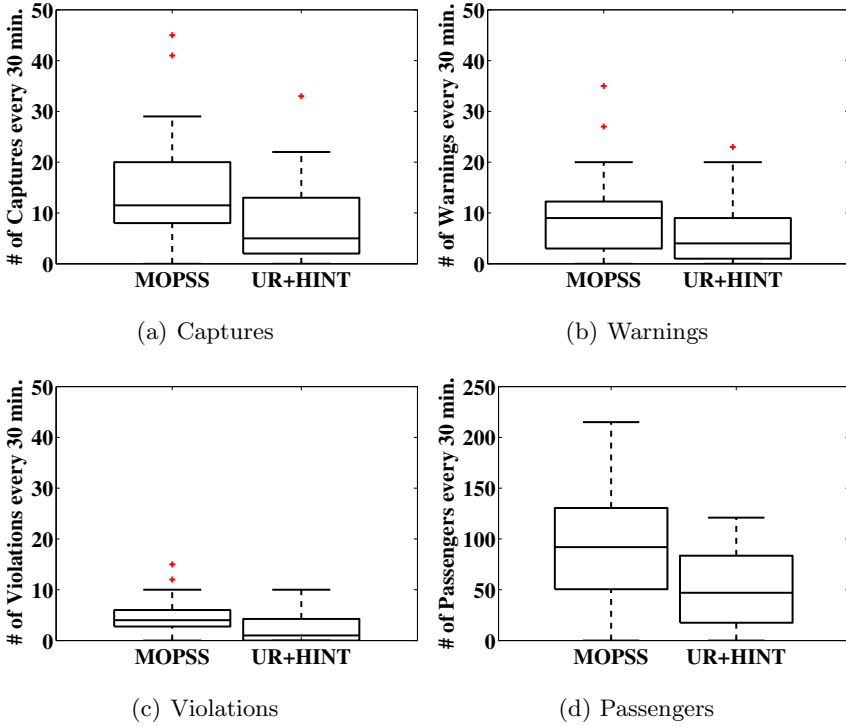 # of Captures every 30 min.
50
40
30
20
10
0
MOPSS UR+HINT
(a) Captures
# of Warnings every 30 min.
50
40
30
20
10
0
MOPSS UR+HINT
(b) Warnings
# of Violations every 30 min.
50
40
30
20
10
0
MOPSS UR+HINT
(c) Violations
# of Passengers every 30 min.
250
200
150
100
50
0
MOPSS UR+HINT
(d) Passengers